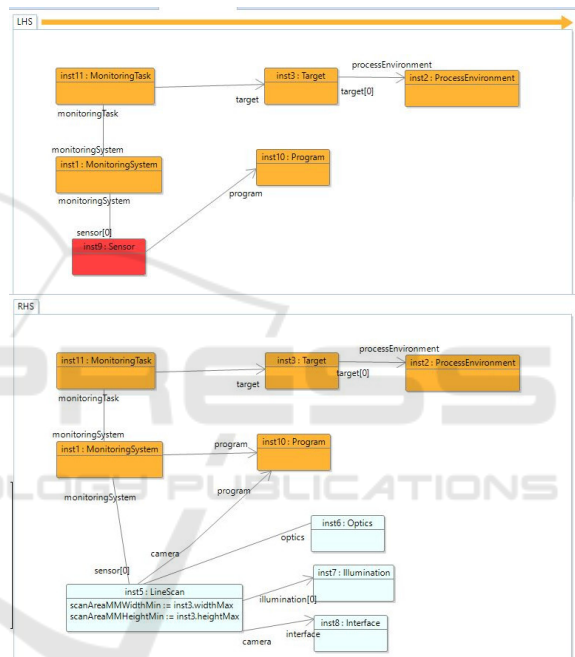 LHS
processEnvironment
inst11 : MonitoringTask
inst3 : Target
inst2 : ProcessEnvironment
target
target[0]
monitoringTask
monitoringSystem
inst1 : MonitoringSystem
inst10 : Program
monitoringSystem
program
sensor[0]
inst9 : Sensor
RHS
processEnvironment
inst11 : MonitoringTask
inst3 : Target
inst2 : ProcessEnvironment
target
target[0]
monitoringTask
monitoringSystem
inst1 : MonitoringSystem
program
inst10 : Program
monitoringSystem
program
PRESS
OLOGY PUBLICATIONS
inst6 : Optics
optics
camera
sensor[0]
inst7 : Illumination
inst5 : LineScan
scanAreaMMWidthMin := inst3.widthMax
scanAreaMMHeightMin := inst3.heightMax
illumination[0]
inst8 : Interface
interface
camera